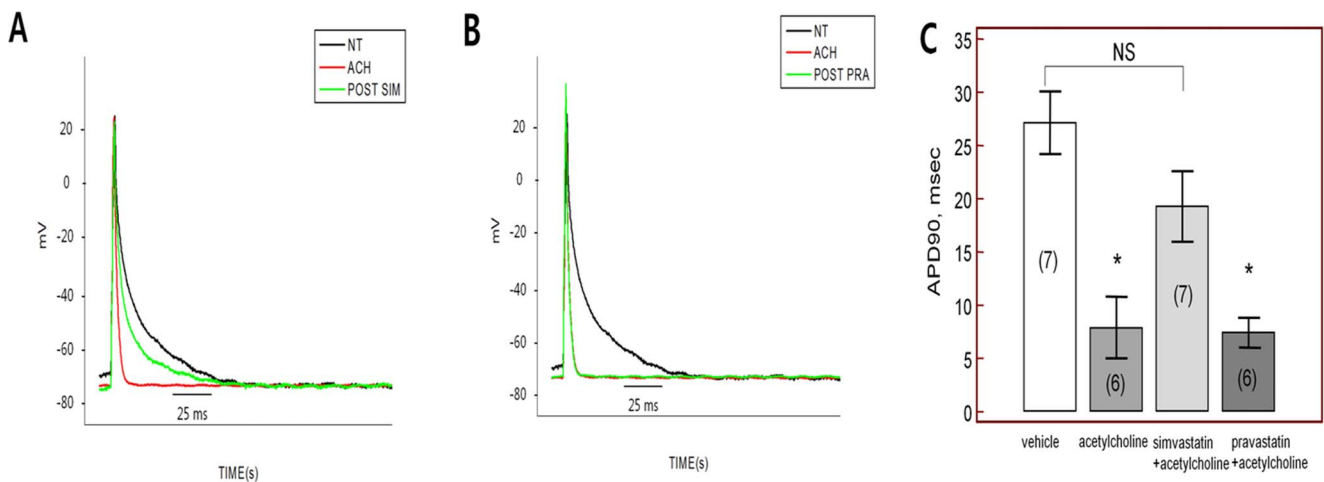 A
NT
ACH
POST SIM
20
0
-20
-40
-60
-80
mV
25 ms
TIME(s)
B
NT
ACH
POST PRA
20
0
-20
-40
-60
-80
mV
25 ms
TIME(s)
C
NS
35
30
25
20
15
10
5
0
APD90, msec
(7)
*
(6)
(7)
*
(6)
vehicle
acetylcholine
simvastatin
+acetylcholine
pravastatin
+acetylcholine